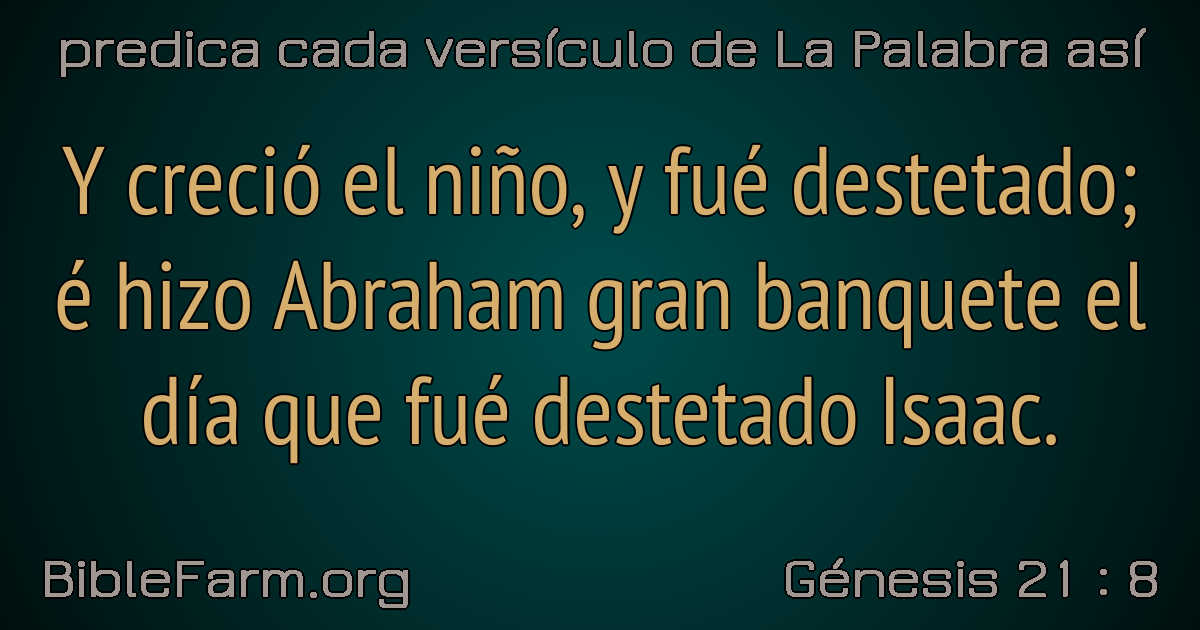 predica cada versículo de La Palabra así
Y creció el niño, y fué destetado;
é hizo Abraham gran banquete el
día que fué destetado Isaac.
BibleFarm.org
Génesis 21 : 8